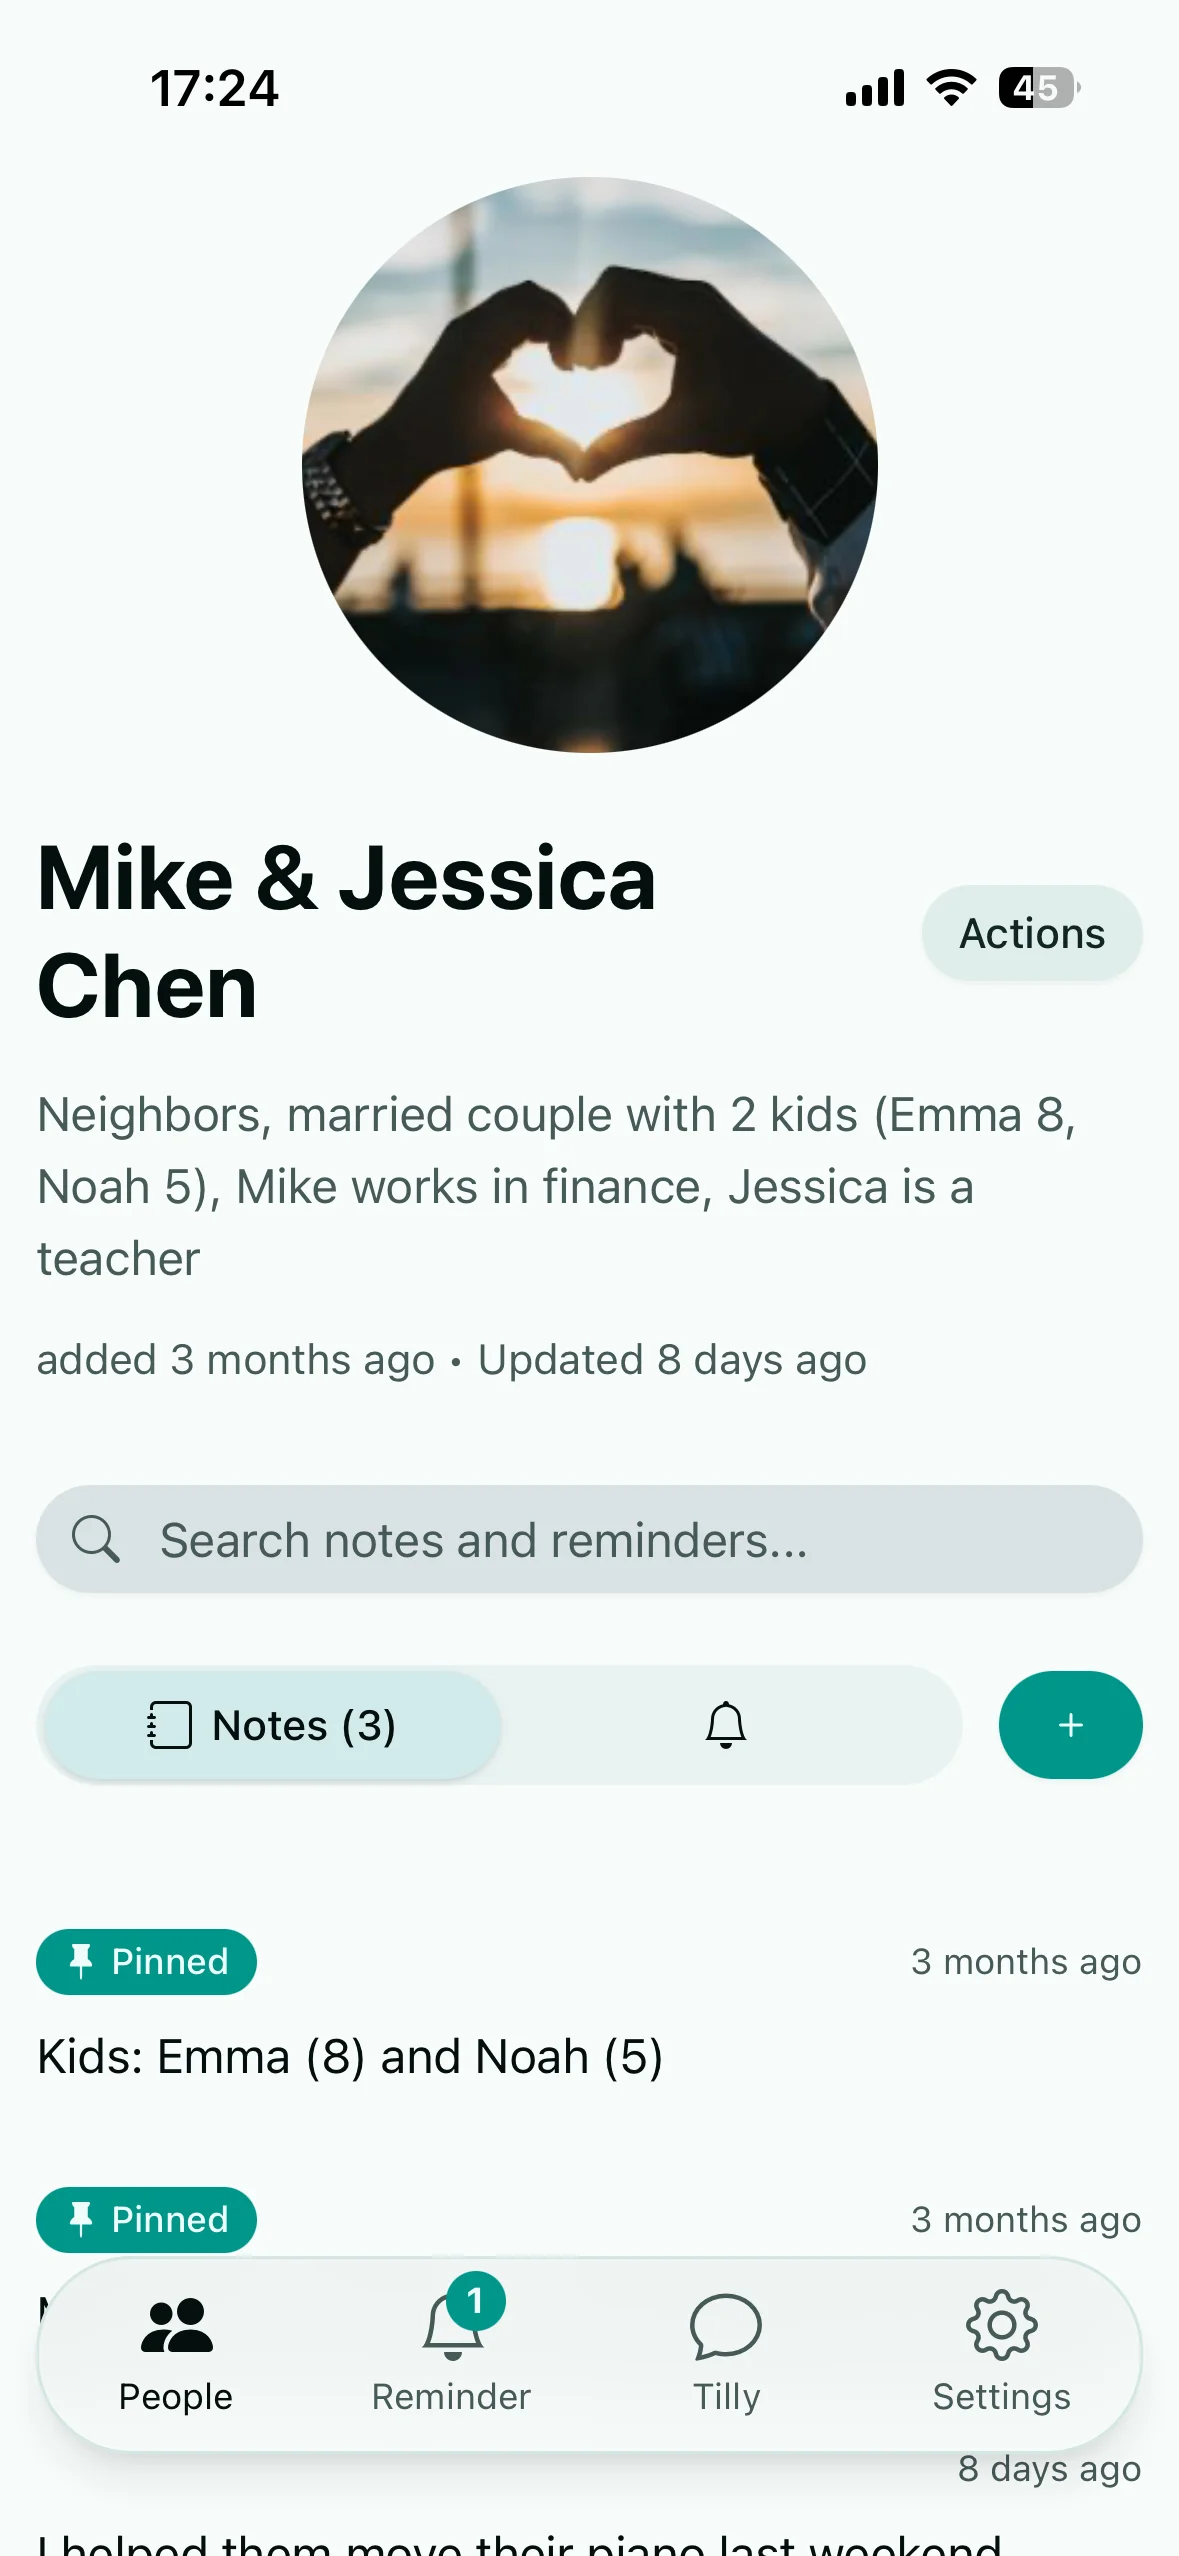 17:24
45
Mike & Jessica
Chen
Actions
Neighbors, married couple with 2 kids (Emma 8,
Noah 5), Mike works in finance, Jessica is a
teacher
added 3 months ago • Updated 8 days ago
Search notes and reminders...
Notes (3)
+
Pinned
3 months ago
Kids: Emma (8) and Noah (5)
Pinned
3 months ago
1
People
Reminder
Tilly
Settings
8 days ago
I helped them move their piano last weekend